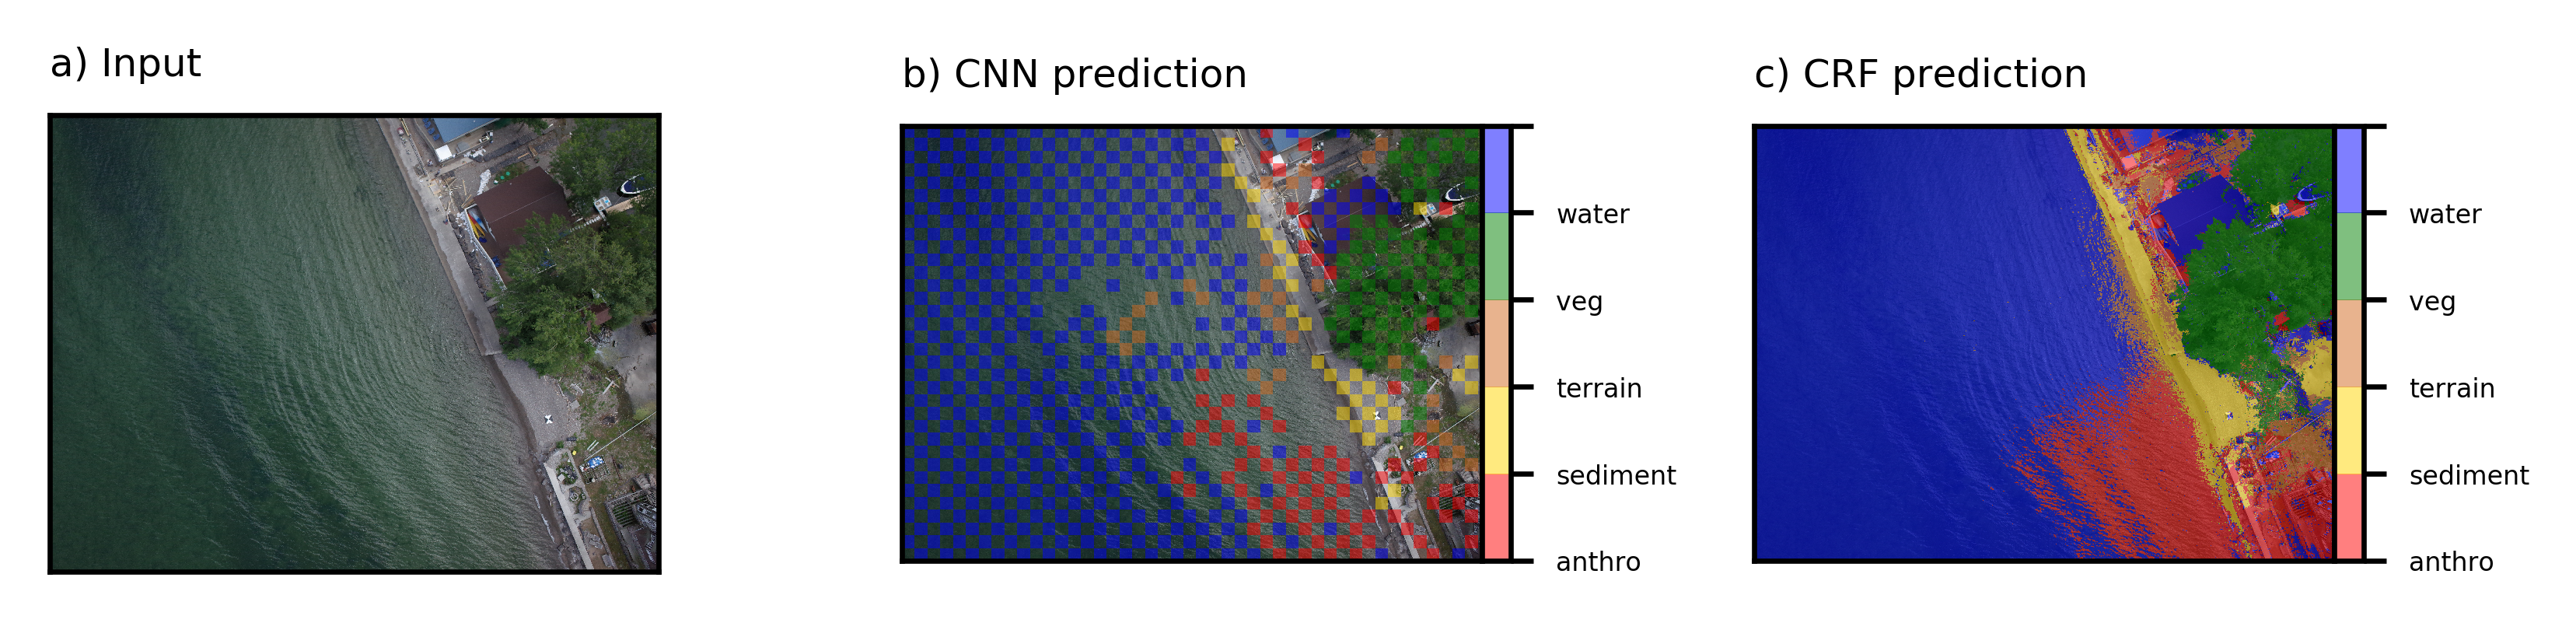 a) Input
b) CNN prediction
water
veg
terrain
sediment
anthro
c) CRF prediction
water
veg
terrain
sediment
anthro